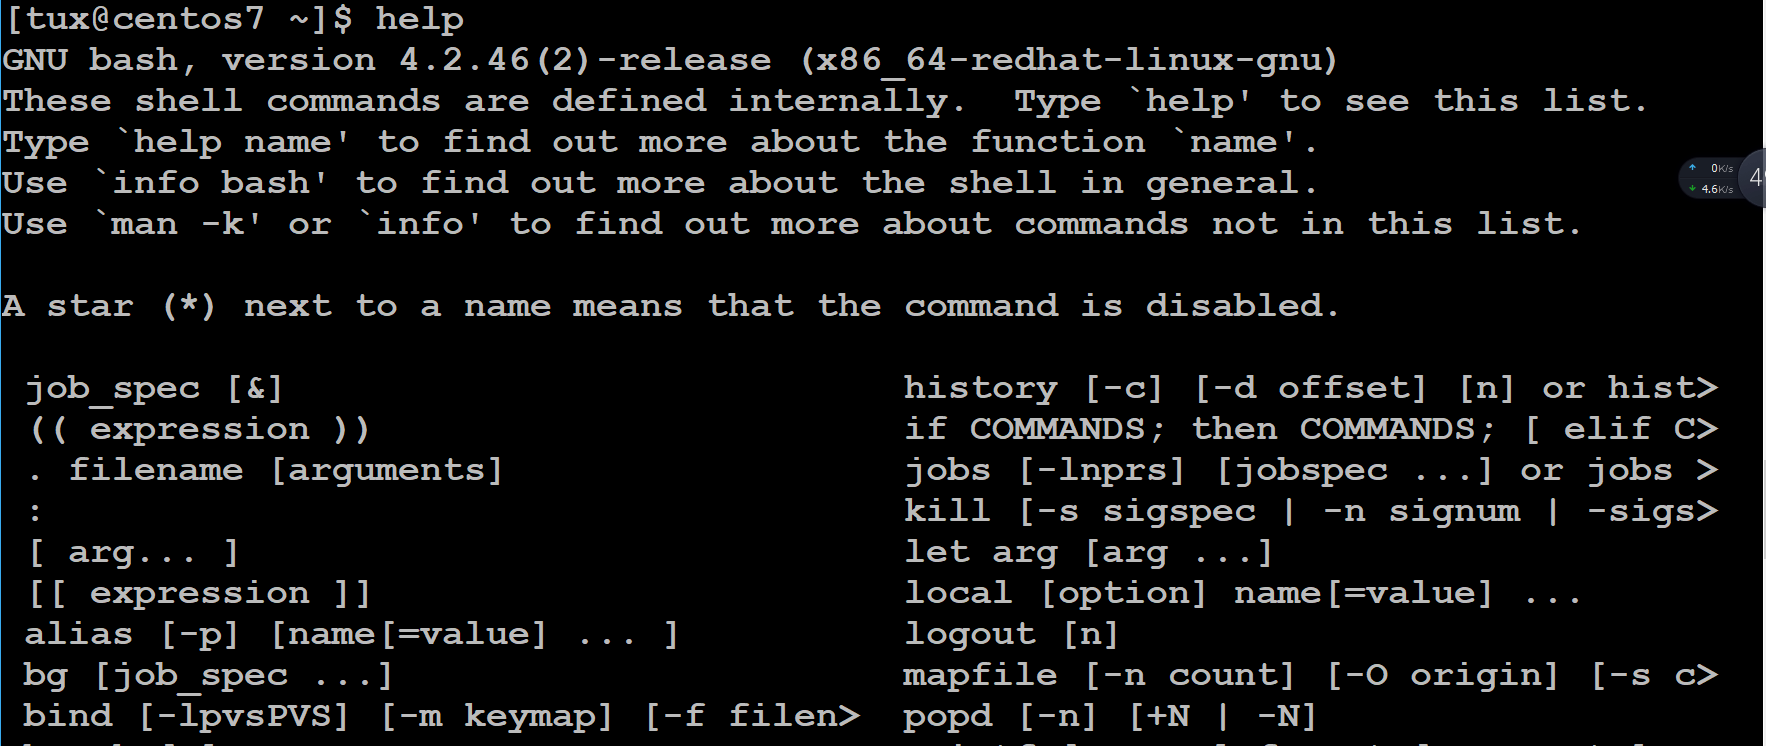 [tux@centos7 ~]$ help
GNU bash, version 4.2.46(2)-release (x86_64-redhat-linux-gnu)
These shell commands are defined internally.  Type `help' to see this list.
Type `help name' to find out more about the function `name'.
Use `info bash' to find out more about the shell in general.
Use `man -k' or `info' to find out more about commands not in this list.
A star (*) next to a name means that the command is disabled.
job_spec [&]                            history [-c] [-d offset] [n] or hist>
(( expression ))                        if COMMANDS; then COMMANDS; [ elif C>
. filename [arguments]                  jobs [-lnprs] [jobspec ...] or jobs >
:                                       kill [-s sigspec | -n signum | -sigs>
[ arg... ]                              let arg [arg ...]
[[ expression ]]                        local [option] name[=value] ...
alias [-p] [name[=value] ... ]          logout [n]
bg [job_spec ...]                       mapfile [-n count] [-O origin] [-s c>
bind [-lpvsPVS] [-m keymap] [-f filen>  popd [-n] [+N | -N]
0K/s
4.6K/s